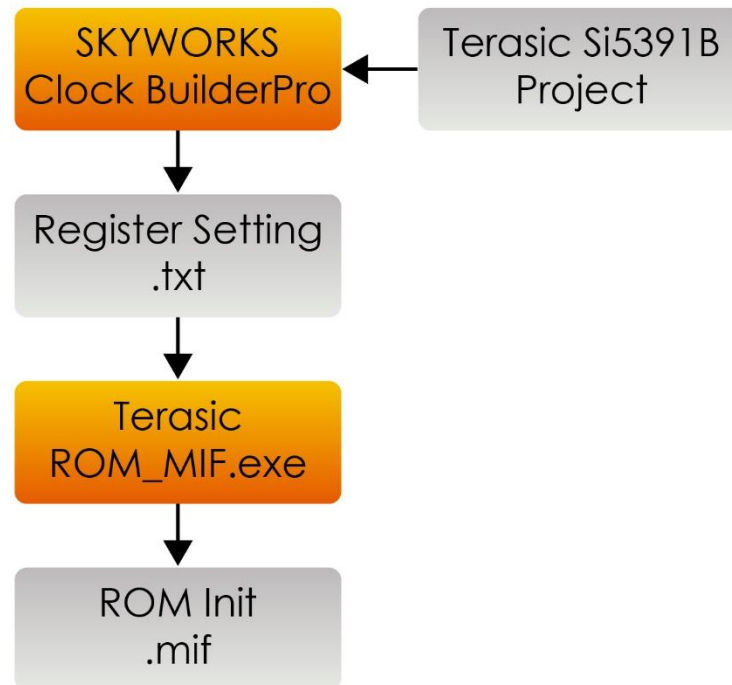 SKYWORKS
Clock BuilderPro
Terasic Si5391B
Project
Register Setting
.txt
Terasic
ROM_MIF.exe
ROM Init
.mif